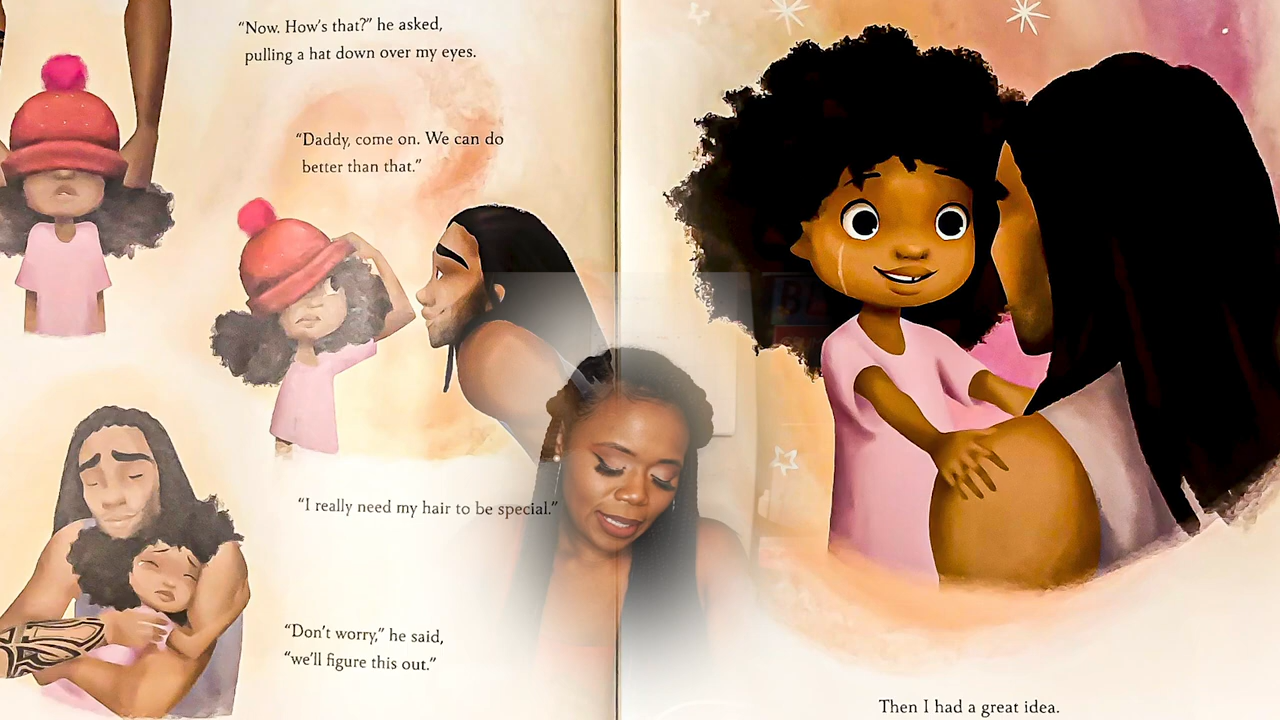 “Now. How’s that?” he asked,
pulling a hat down over my eyes.
“Daddy, come on. We can do
better than that.”
“I really need my hair to be special.”
“Don’t worry,” he said,
“we’ll figure this out.”
Then I had a great idea.